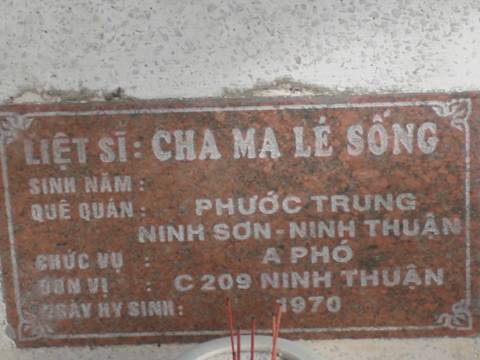 LIỆT SĨ: CHA MA LÉ SỐNG
SINH NĂM:
QUÊ QUÁN: PHƯỚC TRUNG
NINH SƠN - NINH THUẬN
CHỨC VỤ : A PHÓ
ĐƠN VỊ : C 209 NINH THUẬN
NGÀY HY SINH: 1970